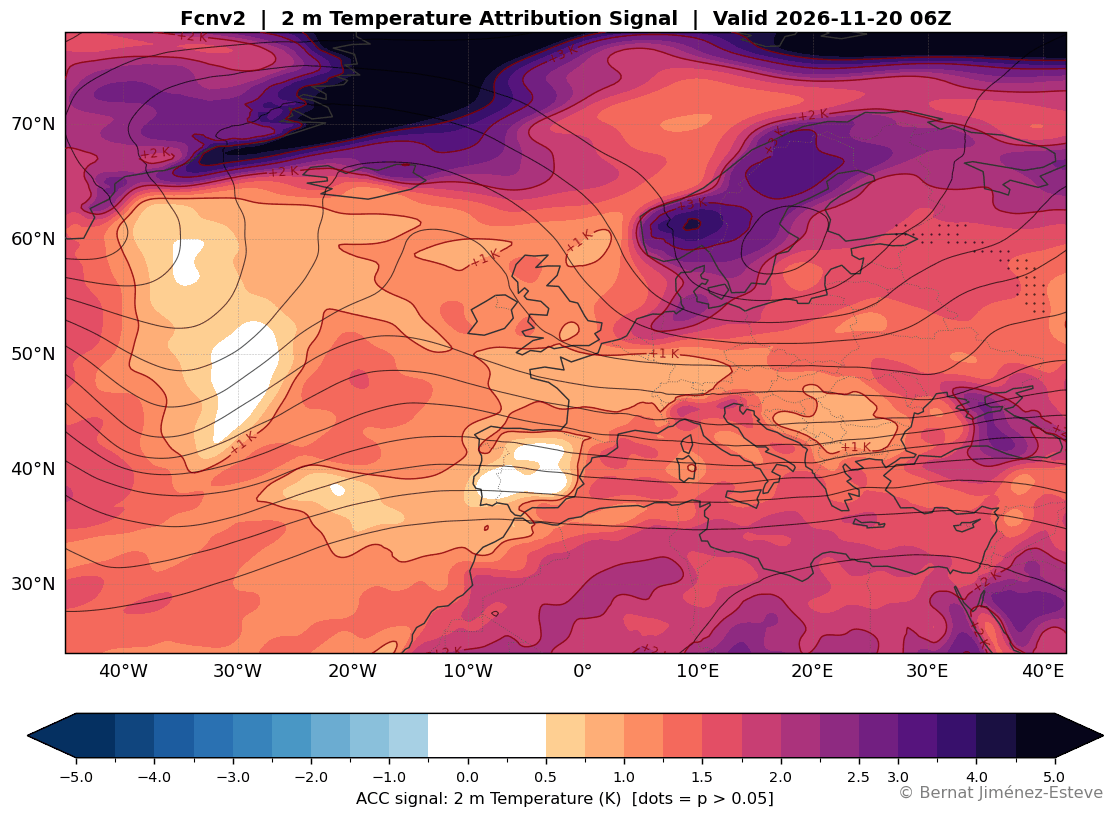 Fcnv2 | 2 m Temperature Attribution Signal | Valid 2026-11-20 06Z
+2 K
+2 K
+2 K
+2 K
+3 K
+1 K
+1 K
+1 K
+1 K
+1 K
+2 K
+2 K
+2 K
70°N
60°N
50°N
40°N
30°N
40°W
30°W
20°W
10°W
0°
10°E
20°E
30°E
40°E
−5.0
−4.0
−3.0
−2.0
−1.0
0.0
0.5
1.0
1.5
2.0
2.5
3.0
4.0
5.0
ACC signal: 2 m Temperature (K) [dots = p > 0.05]
© Bernat Jiménez-Esteve